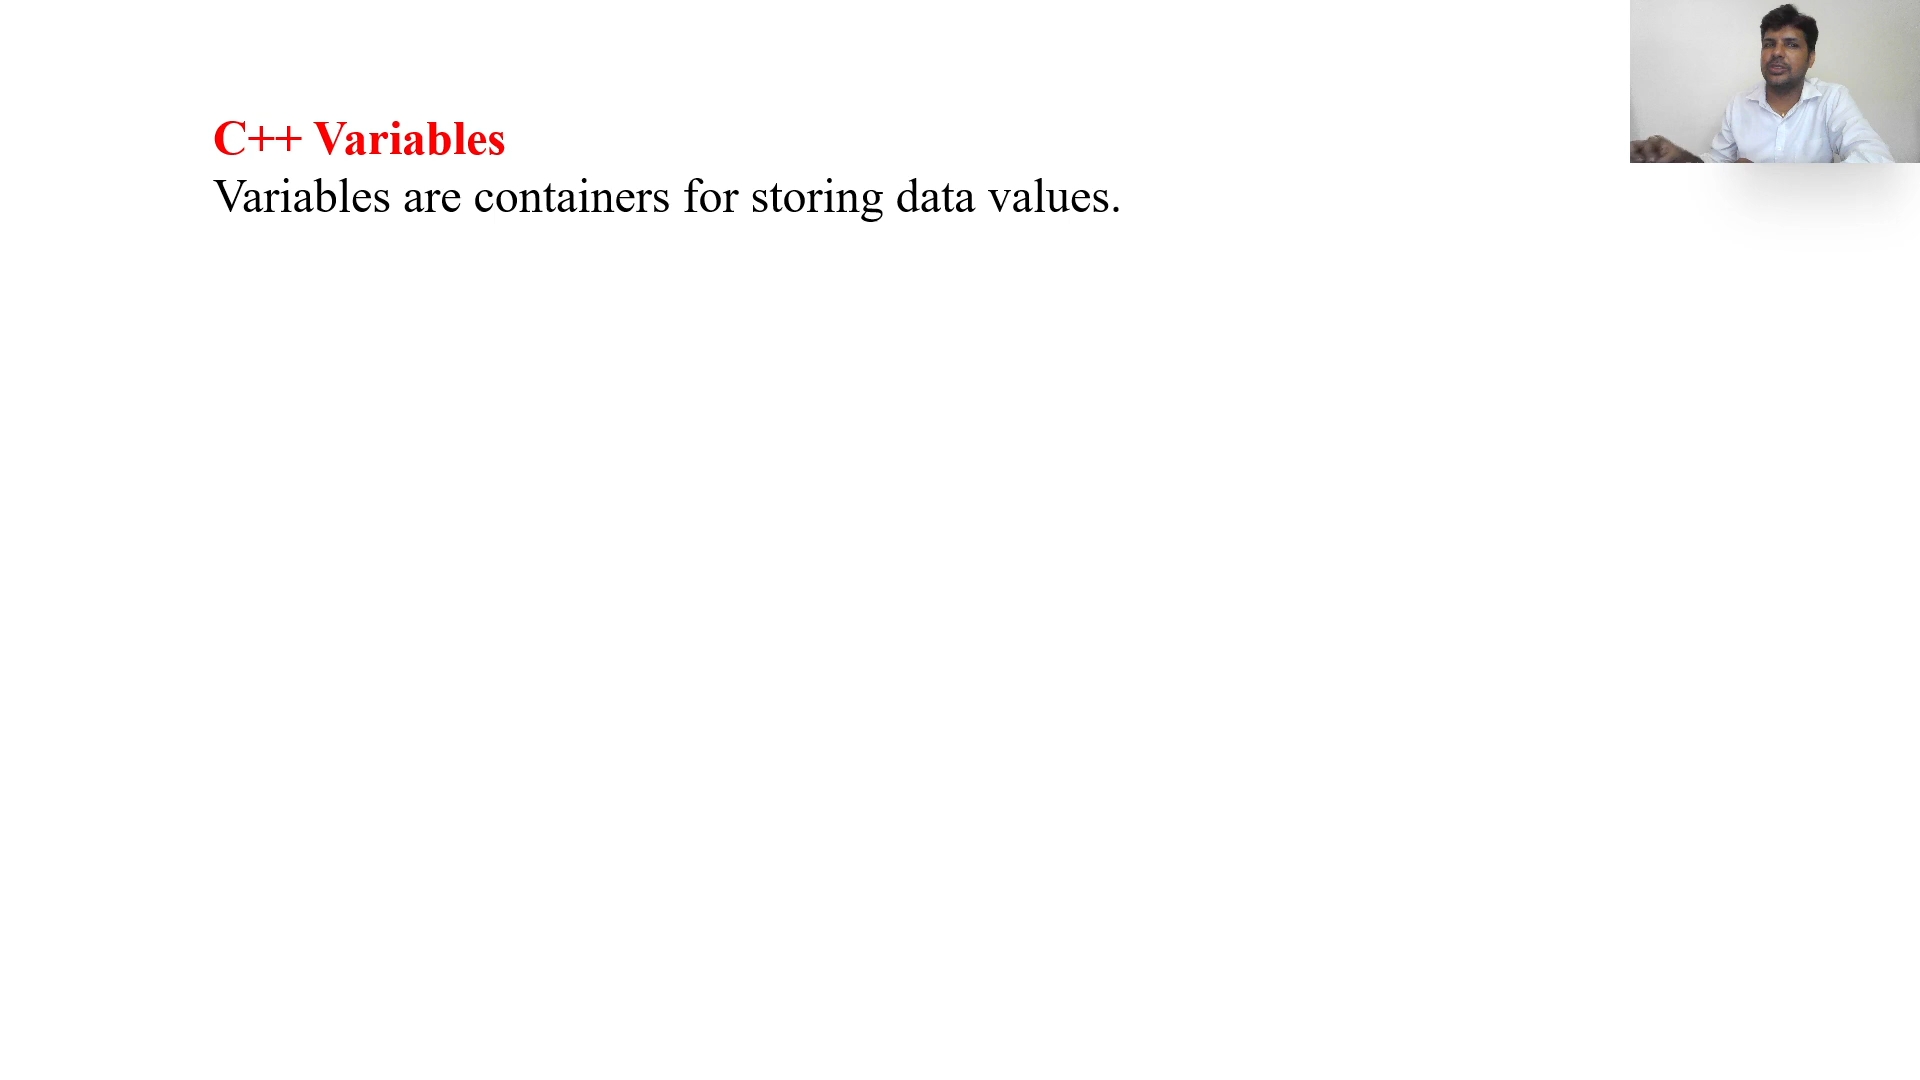 C++ Variables
Variables are containers for storing data values.